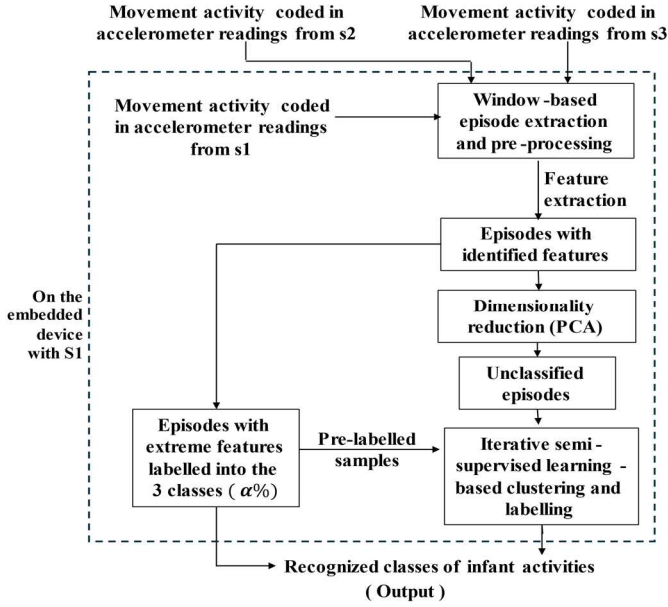 Movement activity coded in
accelerometer readings from s2
Movement activity coded in
accelerometer readings from s3
Movement activity coded
in accelerometer readings
from s1
Window -based
episode extraction
and pre -processing
Feature
extraction
Episodes with
identified features
On the
embedded
device
with S1
Dimensionality
reduction (PCA)
Unclassified
episodes
Episodes with
extreme features
labelled into the
3 classes ( α%)
Pre-labelled
samples
Iterative semi -
supervised learning -
based clustering and
labelling
Recognized classes of infant activities
( Output )